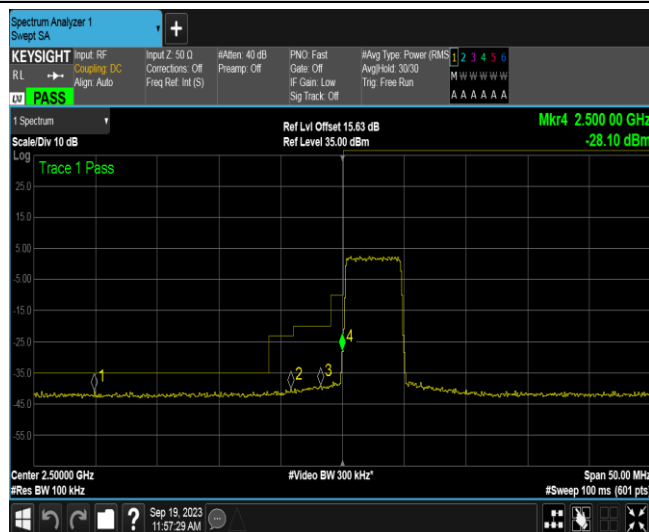 Spectrum Analyzer 1
Swept SA
+
KEYSIGHT
RL
LXI PASS
Input: RF
Coupling: DC
Align: Auto
Input Z: 50 Ω
Corrections: Off
Freq Ref: Int (S)
#Atten: 40 dB
Preamp: Off
PNO: Fast
Gate: Off
IF Gain: Low
Sig Track: Off
#Avg Type: Power (RMS
Avg|Hold: 30/30
Trig: Free Run
1 2 3 4 5 6
M W W W W W
A A A A A A
1 Spectrum
Scale/Div 10 dB
Ref Lvl Offset 15.63 dB
Ref Level 35.00 dBm
Mkr4 2.500 00 GHz
-28.10 dBm
Log
Trace 1 Pass
25.0
15.0
5.00
-5.00
-15.0
-25.0
-35.0
-45.0
-55.0
1
2
3
4
Center 2.50000 GHz
#Res BW 100 kHz
#Video BW 300 kHz*
Span 50.00 MHz
#Sweep 100 ms (601 pts)
?
Sep 19, 2023
11:57:29 AM